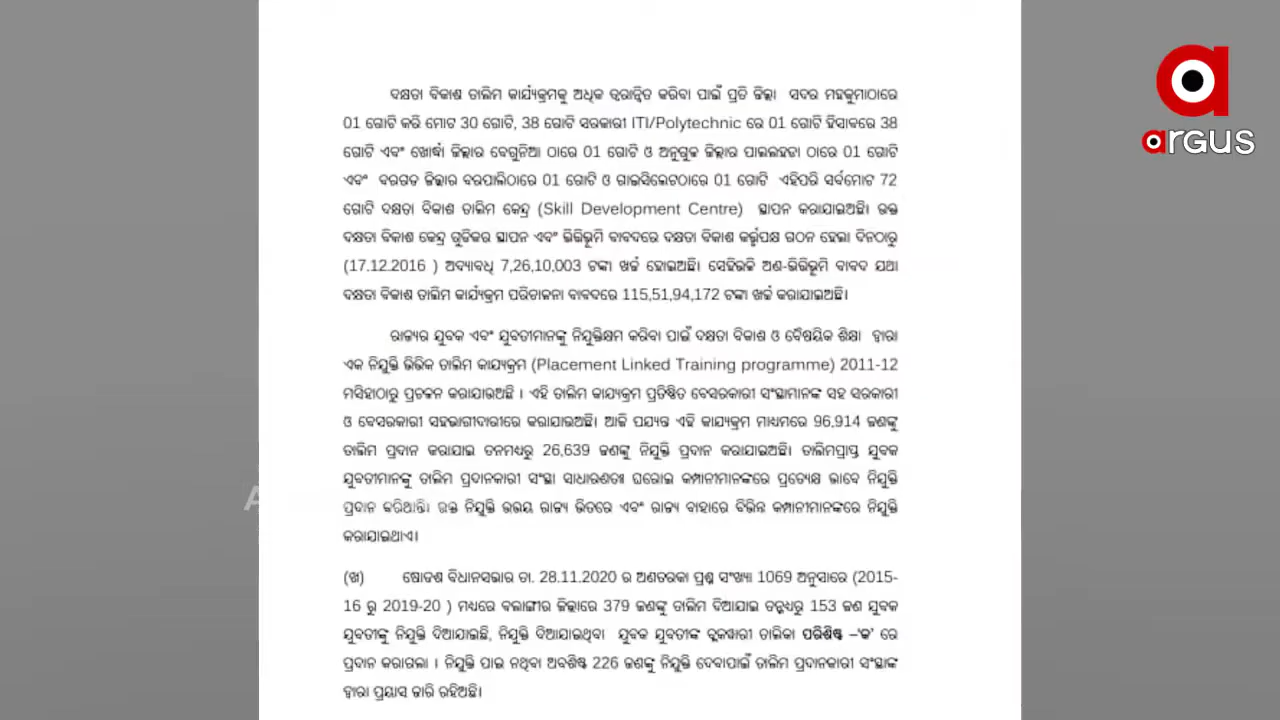 argus
ଦକ୍ଷତା ବିକାଶ ତାଲିମ କାର୍ଯ୍ୟକ୍ରମକୁ ଅଧିକ ତ୍ୱରାନ୍ୱିତ କରିବା ପାଇଁ ପ୍ରତି ଜିଲ୍ଲା ସଦର ମହକୁମାଠାରେ
01 ଗୋଟି କରି ମୋଟ 30 ଗୋଟି, 38 ଗୋଟି ସରକାରୀ ITI/Polytechnic ରେ 01 ଗୋଟି ହିସାବରେ 38
ଗୋଟି ଏବଂ ଖୋର୍ଦ୍ଧା ଜିଲ୍ଲାର ବେଗୁନିଆ ଠାରେ 01 ଗୋଟି ଓ ଅନୁଗୁଳ ଜିଲ୍ଲାର ପାଲଲହଡା ଠାରେ 01 ଗୋଟି
ଏବଂ ବରଗଡ ଜିଲ୍ଲାର ବରପାଲିଠାରେ 01 ଗୋଟି ଓ ଗାଇସିଲେଟଠାରେ 01 ଗୋଟି ଏହିପରି ସର୍ବମୋଟ 72
ଗୋଟି ଦକ୍ଷତା ବିକାଶ ତାଲିମ କେନ୍ଦ୍ର (Skill Development Centre) ସ୍ଥାପନ କରାଯାଇଅଛି। ଉକ୍ତ
ଦକ୍ଷତା ବିକାଶ କେନ୍ଦ୍ର ଗୁଡିକର ସ୍ଥାପନ ଏବଂ ଭିତ୍ତିଭୂମି ବାବଦରେ ଦକ୍ଷତା ବିକାଶ କର୍ତ୍ତୃପକ୍ଷ ଗଠନ ହେଲା ଦିନଠାରୁ
(17.12.2016 ) ଅଦ୍ୟାବଧି 7,26,10,003 ଟଙ୍କା ଖର୍ଚ୍ଚ ହୋଇଅଛି। ସେହିଭଳି ଅଣ-ଭିତ୍ତିଭୂମି ବାବଦ ଯଥା
ଦକ୍ଷତା ବିକାଶ ତାଲିମ କାର୍ଯ୍ୟକ୍ରମ ପରିଚାଳନା ବାବଦରେ 115,51,94,172 ଟଙ୍କା ଖର୍ଚ୍ଚ କରାଯାଇଅଛି।
ରାଜ୍ୟର ଯୁବକ ଏବଂ ଯୁବତୀମାନଙ୍କୁ ନିଯୁକ୍ତିକ୍ଷମ କରିବା ପାଇଁ ଦକ୍ଷତା ବିକାଶ ଓ ବୈଷୟିକ ଶିକ୍ଷା ଦ୍ୱାରା
ଏକ ନିଯୁକ୍ତି ଭିତ୍ତିକ ତାଲିମ କାଯ୍ୟକ୍ରମ (Placement Linked Training programme) 2011-12
ମସିହାଠାରୁ ପ୍ରଚଳନ କରାଯାଉଅଛି । ଏହି ତାଲିମ କାଯ୍ୟକ୍ରମ ପ୍ରତିଷ୍ଠିତ ବେସରକାରୀ ସଂସ୍ଥାମାନଙ୍କ ସହ ସରକାରୀ
ଓ ବେସରକାରୀ ସହଭାଗୀଦାରୀରେ କରାଯାଉଅଛି। ଆଜି ପଯ୍ୟନ୍ତ ଏହି କାଯ୍ୟକ୍ରମ ମାଧ୍ୟମରେ 96,914 ଜଣଙ୍କୁ
ତାଲିମ ପ୍ରଦାନ କରାଯାଇ ତନମଧ୍ୟରୁ 26,639 ଜଣଙ୍କୁ ନିଯୁକ୍ତି ପ୍ରଦାନ କରାଯାଇଅଛି। ତାଲିମପ୍ରାପ୍ତ ଯୁବକ
ଯୁବତୀମାନଙ୍କୁ ତାଲିମ ପ୍ରଦାନକାରୀ ସଂସ୍ଥା ସାଧାରଣତଃ ଘରୋଇ କମ୍ପାନୀମାନଙ୍କରେ ପ୍ରତ୍ୟେକ୍ଷ ଭାବେ ନିଯୁକ୍ତି
ପ୍ରଦାନ କରିଥାନ୍ତି। ଉକ୍ତ ନିଯୁକ୍ତି ଉଭୟ ରାଜ୍ୟ ଭିତରେ ଏବଂ ରାଜ୍ୟ ବାହାରେ ବିଭିନ୍ନ କମ୍ପାନୀମାନଙ୍କରେ ନିଯୁକ୍ତି
କରାଯାଇଥାଏ।
(ଖ) ଷୋଡଶ ବିଧାନସଭାର ତା. 28.11.2020 ର ଅଣତାରକା ପ୍ରଶ୍ନ ସଂଖ୍ୟା 1069 ଅନୁସାରେ (2015-
16 ରୁ 2019-20 ) ମଧ୍ୟରେ ବଲାଙ୍ଗୀର ଜିଲ୍ଲାରେ 379 ଜଣଙ୍କୁ ତାଲିମ ଦିଆଯାଇ ତନ୍ମଧ୍ୟରୁ 153 ଜଣ ଯୁବକ
ଯୁବତୀଙ୍କୁ ନିଯୁକ୍ତି ଦିଆଯାଇଛି, ନିଯୁକ୍ତି ଦିଆଯାଇଥିବା ଯୁବକ ଯୁବତୀଙ୍କ ବ୍ଲକୱାରୀ ତାଲିକା ପରିଶିଷ୍ଟ –'କ' ରେ
ପ୍ରଦାନ କରାଗଲା । ନିଯୁକ୍ତି ପାଇ ନଥିବା ଅବଶିଷ୍ଟ 226 ଜଣଙ୍କୁ ନିଯୁକ୍ତି ଦେବାପାଇଁ ତାଲିମ ପ୍ରଦାନକାରୀ ସଂସ୍ଥାଙ୍କ
ଦ୍ୱାରା ପ୍ରୟାସ ଜାରି ରହିଅଛି।